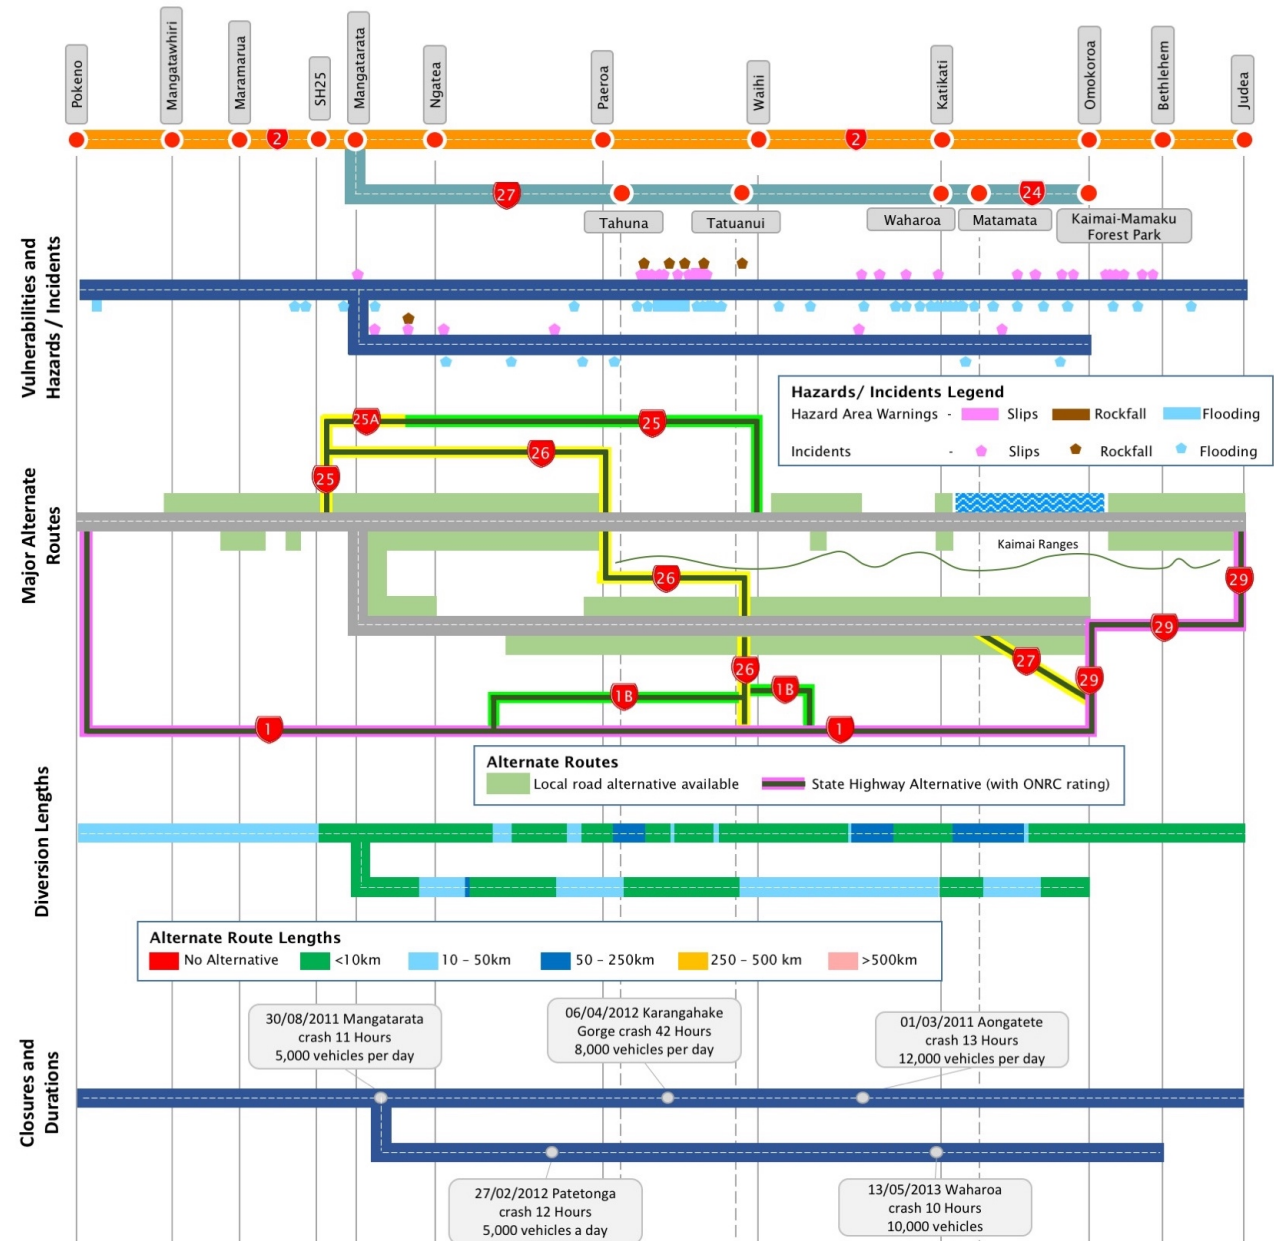 Pokeno
Mangatawhiri
Maramarua
SH25
Mangatarata
Ngatea
Paeroa
Waihi
Katikati
Omokoroa
Bethlehem
Judea
2
2
27
24
Tahuna
Tatuanui
Waharoa
Matamata
Kaimai-Mamaku
Forest Park
Vulnerabilities and
Hazards / Incidents
Hazards/ Incidents Legend
Hazard Area Warnings - Slips Rockfall Flooding
Incidents - Slips Rockfall Flooding
Major Alternate
Routes
25A
25
26
25
Kaimai Ranges
26
29
29
27
26
29
1B
1B
1
1
Alternate Routes
Local road alternative available State Highway Alternative (with ONRC rating)
Diversion Lengths
Alternate Route Lengths
No Alternative <10km 10 – 50km 50 – 250km 250 – 500 km >500km
Closures and
Durations
30/08/2011 Mangatarata
crash 11 Hours
5,000 vehicles per day
06/04/2012 Karangahake
Gorge crash 42 Hours
8,000 vehicles per day
01/03/2011 Aongatete
crash 13 Hours
12,000 vehicles per day
27/02/2012 Patetonga
crash 12 Hours
5,000 vehicles a day
13/05/2013 Waharoa
crash 10 Hours
10,000 vehicles